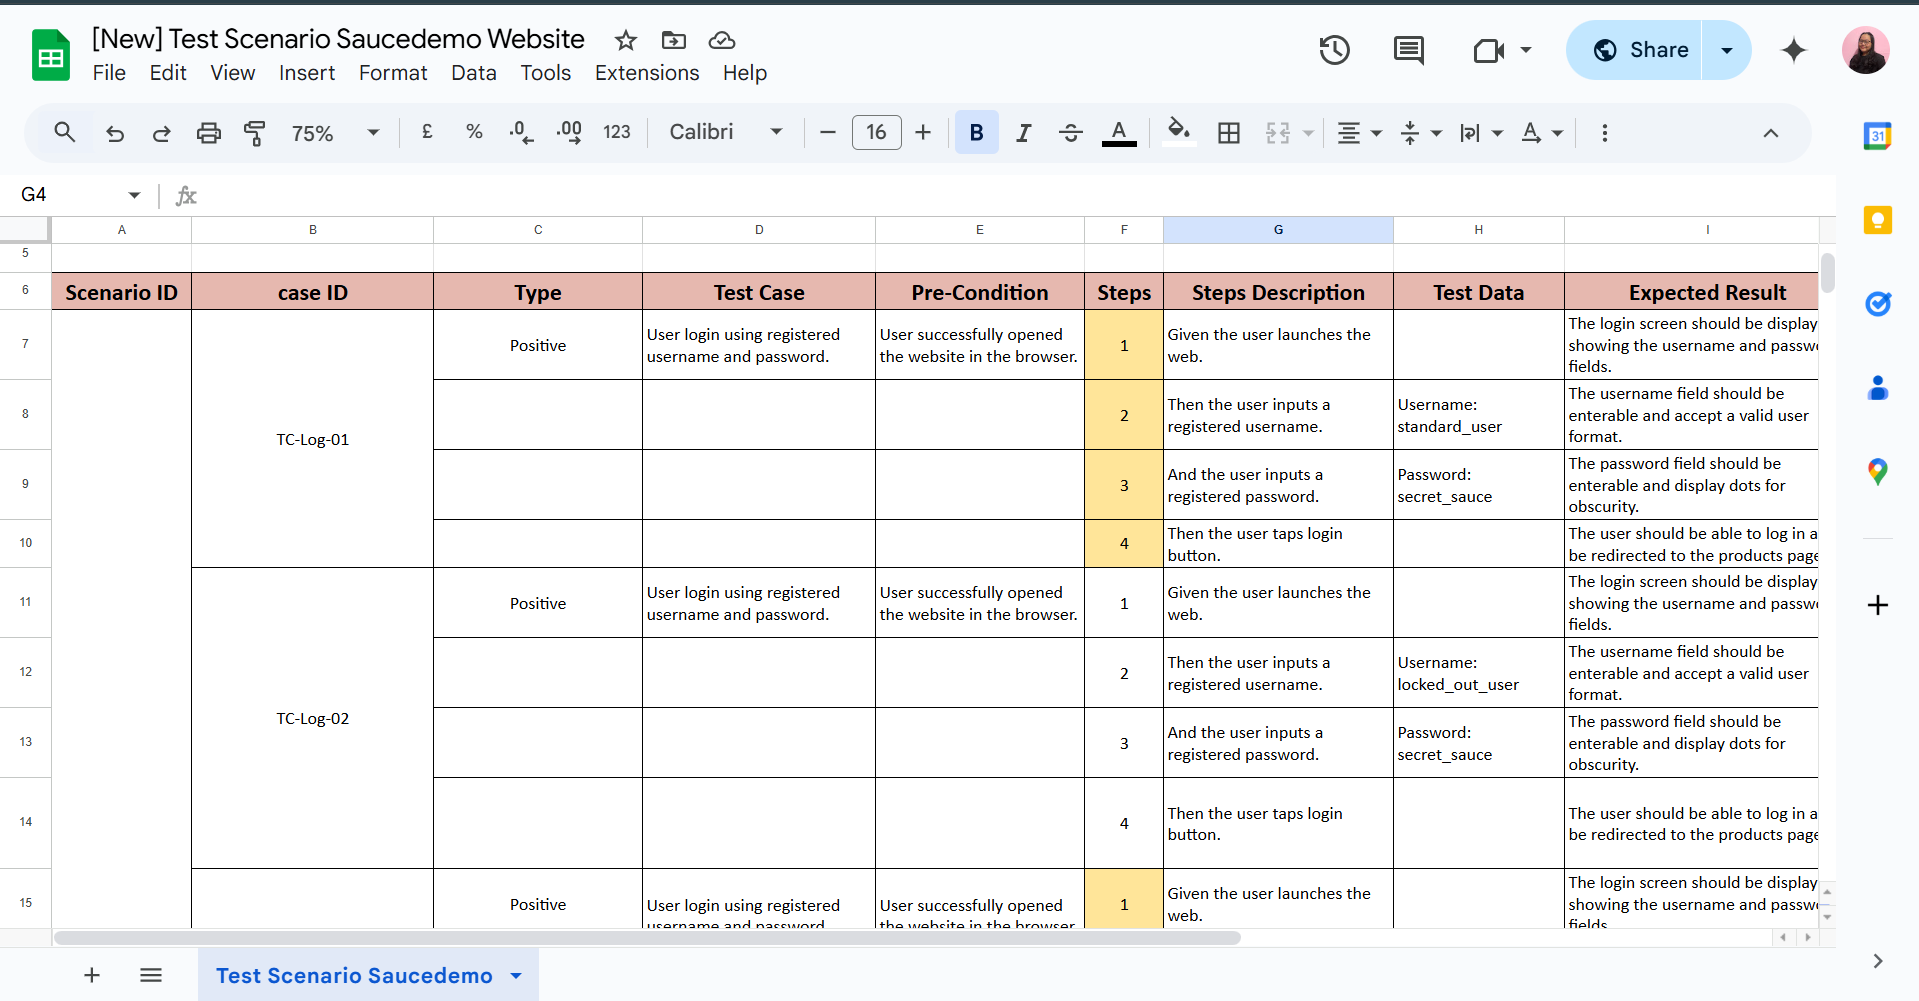 [New] Test Scenario Saucedemo Website
File Edit View Insert Format Data Tools Extensions Help
Share
75% £ % .0 .00 123 Calibri 16 B I A
31
G4 fx
A B C D E F G H I
5
6 Scenario ID case ID Type Test Case Pre-Condition Steps Steps Description Test Data Expected Result
7
TC-Log-01
Positive
User login using registered
username and password.
User successfully opened
the website in the browser.
1
Given the user launches the
web.
The login screen should be display
showing the username and passw
fields.
8
2
Then the user inputs a
registered username.
Username:
standard_user
The username field should be
enterable and accept a valid user
format.
9
3
And the user inputs a
registered password.
Password:
secret_sauce
The password field should be
enterable and display dots for
obscurity.
10
4
Then the user taps login
button.
The user should be able to log in a
be redirected to the products page
11
TC-Log-02
Positive
User login using registered
username and password.
User successfully opened
the website in the browser.
1
Given the user launches the
web.
The login screen should be display
showing the username and passw
fields.
12
2
Then the user inputs a
registered username.
Username:
locked_out_user
The username field should be
enterable and accept a valid user
format.
13
3
And the user inputs a
registered password.
Password:
secret_sauce
The password field should be
enterable and display dots for
obscurity.
14
4
Then the user taps login
button.
The user should be able to log in a
be redirected to the products page
15
Positive
User login using registered
username and password.
User successfully opened
the website in the browser.
1
Given the user launches the
web.
The login screen should be display
showing the username and passw
fields.
Test Scenario Saucedemo